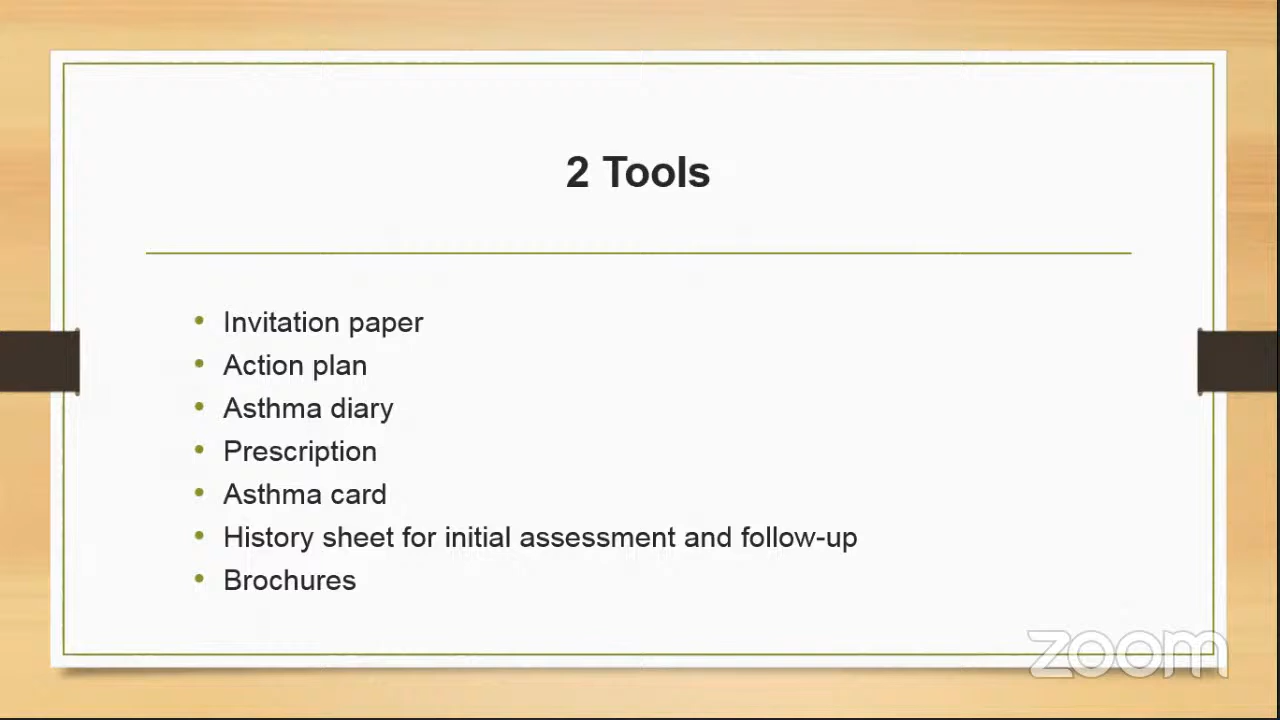 2 Tools
• Invitation paper
• Action plan
• Asthma diary
• Prescription
• Asthma card
• History sheet for initial assessment and follow-up
• Brochures
zoom